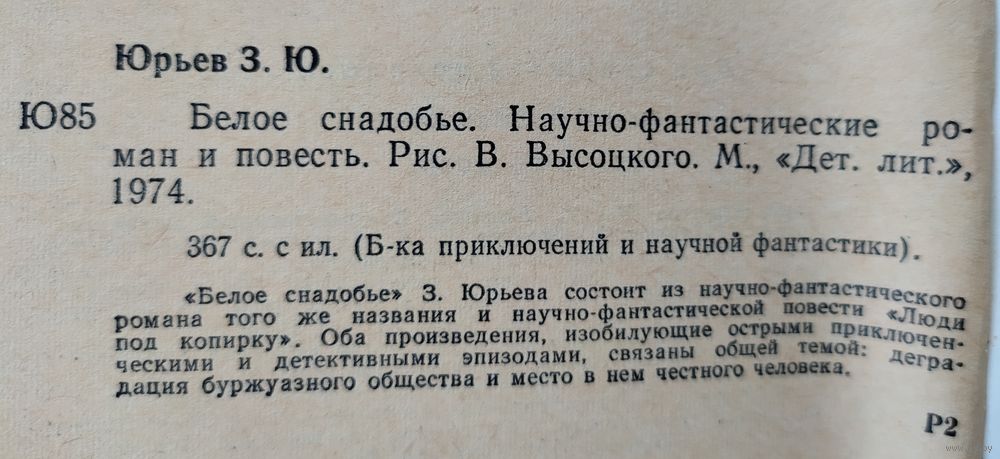 Юрьев З. Ю.
Ю85 Белое снадобье. Научно-фантастические ро-
ман и повесть. Рис. В. Высоцкого. М., «Дет. лит.»,
1974.
367 с. с ил. (Б-ка приключений и научной фантастики).
«Белое снадобье» З. Юрьева состоит из научно-фантастического
романа того же названия и научно-фантастической повести «Люди
под копирку». Оба произведения, изобилующие острыми приключен-
ческими и детективными эпизодами, связаны общей темой: дегра-
дация буржуазного общества и место в нем честного человека.
Р2